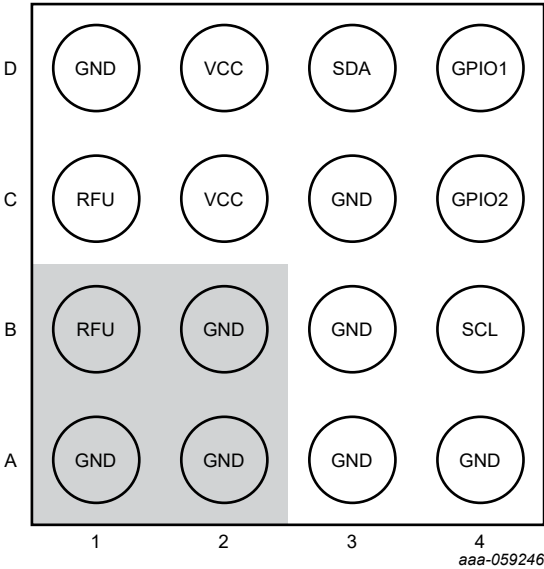 D GND VCC SDA GPIO1
C RFU VCC GND GPIO2
B RFU GND GND SCL
A GND GND GND GND
1 2 3 4
aaa-059246